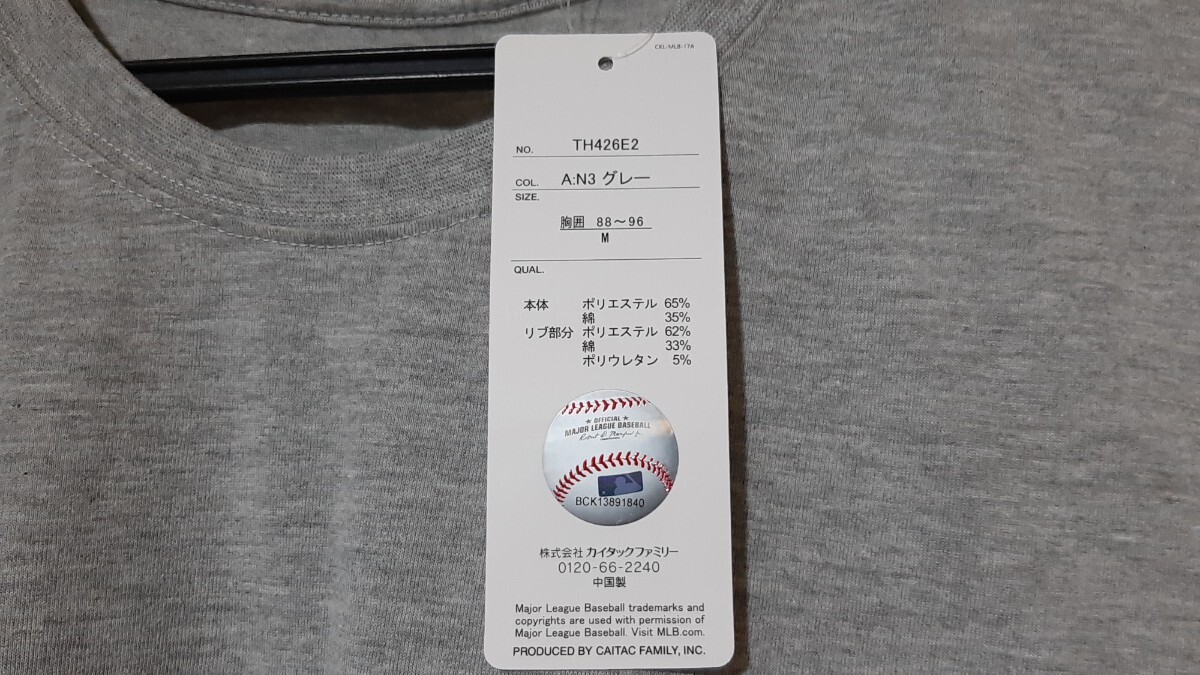 CKL-MLB-17A
NO. TH426E2
COL. A:N3 グレー
SIZE.
胸囲 88～96
M
QUAL.
本体 ポリエステル 65%
綿 35%
リブ部分 ポリエステル 62%
綿 33%
ポリウレタン 5%
★ OFFICIAL ★
MAJOR LEAGUE BASEBALL
BCK13891840
株式会社 カイタックファミリー
0120-66-2240
中国製
Major League Baseball trademarks and
copyrights are used with permission of
Major League Baseball. Visit MLB.com.
PRODUCED BY CAITAC FAMILY, INC.